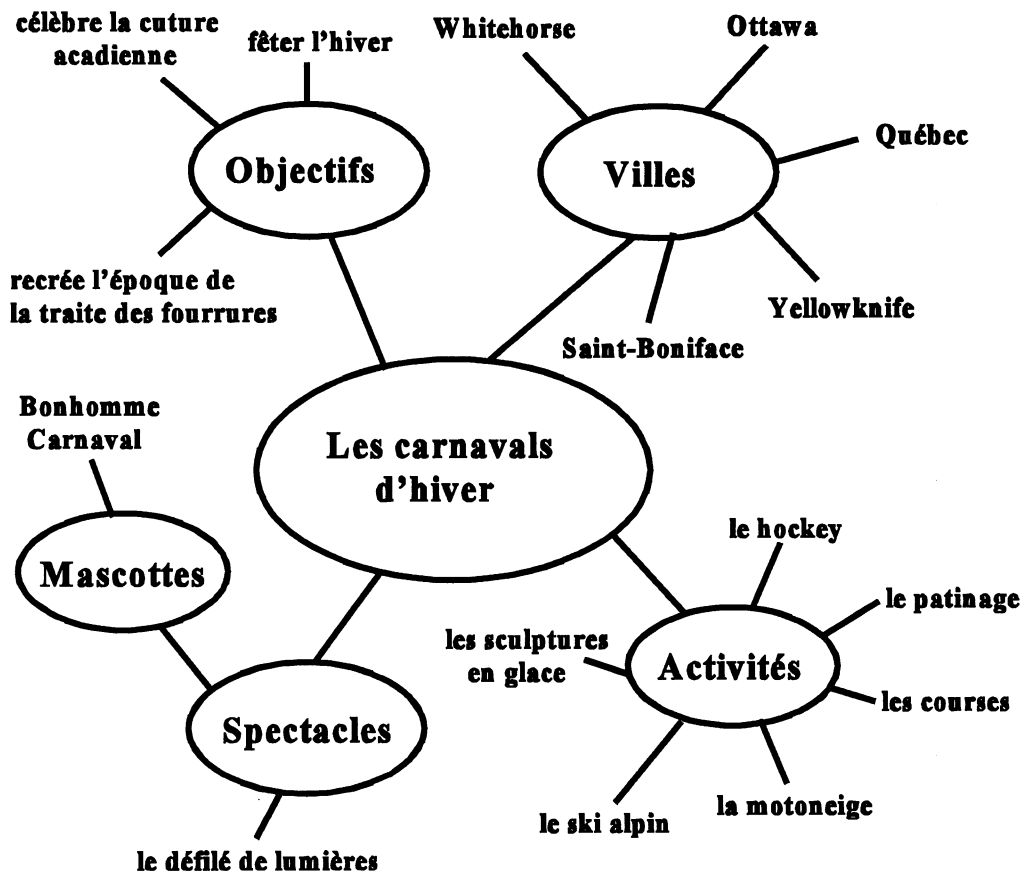 célèbre la cuture
acadienne
fêter l'hiver
Objectifs
recrée l'époque de
la traite des fourrures
Whitehorse
Ottawa
Québec
Villes
Yellowknife
Saint-Boniface
Les carnavals
d'hiver
Bonhomme
Carnaval
Mascottes
Spectacles
le défilé de lumières
le hockey
le patinage
les sculptures
en glace
Activités
les courses
la motoneige
le ski alpin